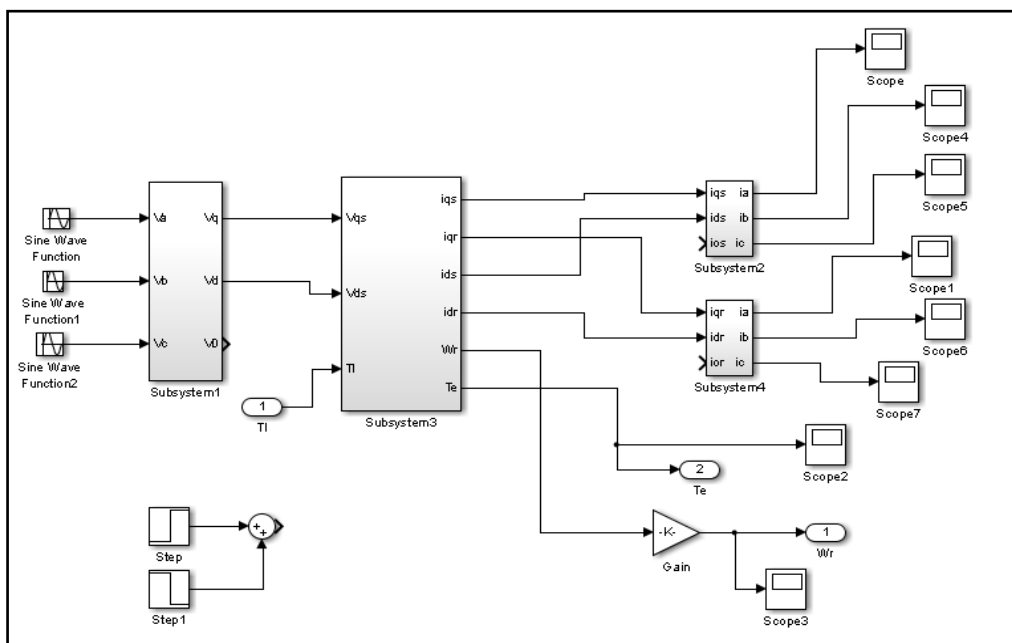 Scope
Scope4
Scope5
Sine Wave
Function
Sine Wave
Function1
Sine Wave
Function2
Va
Vb
Vc
Vq
Vd
V0
Subsystem1
1
Tl
Vqs
Vds
Tl
iqs
iqr
ids
idr
Wr
Te
Subsystem3
iqs
ids
ios
ia
ib
ic
Subsystem2
iqr
idr
ior
ia
ib
ic
Subsystem4
Scope1
Scope6
Scope7
Scope2
2
Te
-K-
Gain
1
Wr
Scope3
Step
Step1
+
+